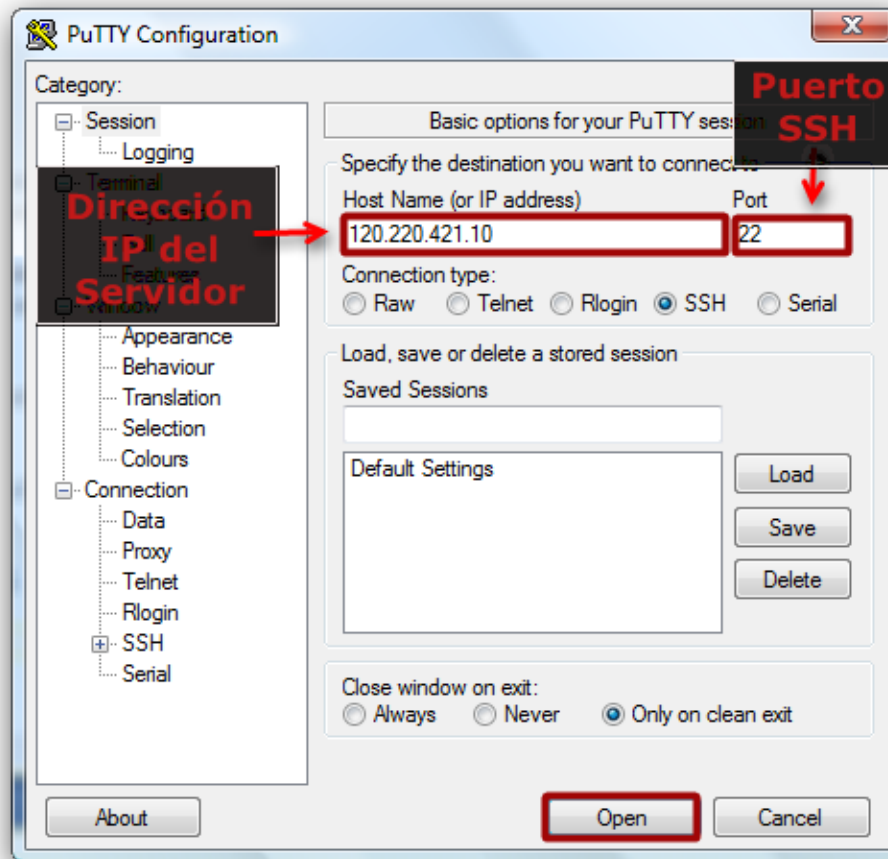 PuTTY Configuration
Category:
Session
Logging
Terminal
Features
Window
Appearance
Behaviour
Translation
Selection
Colours
Connection
Data
Proxy
Telnet
Rlogin
SSH
Serial
Dirección
IP del
Servidor
Puerto
SSH
Basic options for your PuTTY session
Specify the destination you want to connect to
Host Name (or IP address) Port
120.220.421.10 22
Connection type:
Raw Telnet Rlogin SSH Serial
Load, save or delete a stored session
Saved Sessions
Default Settings
Load
Save
Delete
Close window on exit:
Always Never Only on clean exit
About Open Cancel